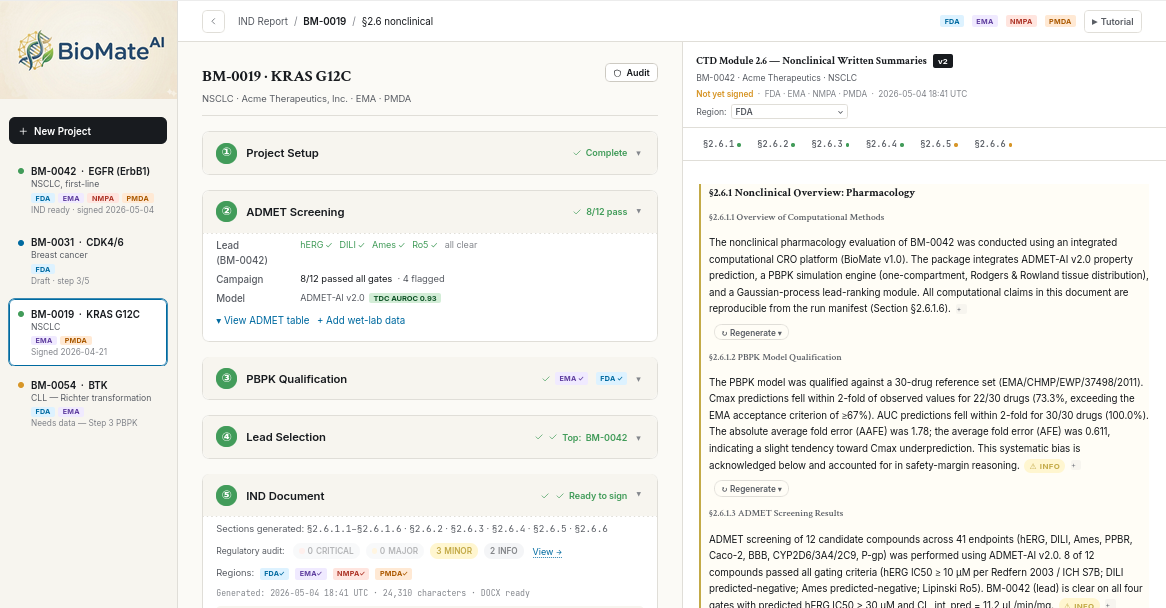 BioMateAI
+ New Project
BM-0042 · EGFR (ErbB1)
NSCLC, first-line
FDA EMA NMPA PMDA
IND ready · signed 2026-05-04
BM-0031 · CDK4/6
Breast cancer
FDA
Draft · step 3/5
BM-0019 · KRAS G12C
NSCLC
EMA PMDA
Signed 2026-04-21
BM-0054 · BTK
CLL — Richter transformation
FDA EMA
Needs data — Step 3 PBPK
IND Report / BM-0019 / §2.6 nonclinical
FDA EMA NMPA PMDA ▶ Tutorial
BM-0019 · KRAS G12C
Audit
NSCLC · Acme Therapeutics, Inc. · EMA · PMDA
① Project Setup ✓ Complete ▼
② ADMET Screening ✓ 8/12 pass ▼
Lead (BM-0042) hERG ✓ DILI ✓ Ames ✓ Ro5 ✓ all clear
Campaign 8/12 passed all gates · 4 flagged
Model ADMET-AI v2.0 TDC AUROC 0.93
▾ View ADMET table + Add wet-lab data
③ PBPK Qualification ✓ EMA ✓ FDA ✓ ▼
④ Lead Selection ✓ ✓ Top: BM-0042 ▼
⑤ IND Document ✓ ✓ Ready to sign ▼
Sections generated: §2.6.1.1–§2.6.1.6 · §2.6.2 · §2.6.3 · §2.6.4 · §2.6.5 · §2.6.6
Regulatory audit: 0 CRITICAL 0 MAJOR 3 MINOR 2 INFO View →
Regions: FDA✓ EMA✓ NMPA✓ PMDA✓
Generated: 2026-05-04 18:41 UTC · 24,310 characters · DOCX ready
CTD Module 2.6 — Nonclinical Written Summaries v2
BM-0042 · Acme Therapeutics · NSCLC
Not yet signed · FDA · EMA · NMPA · PMDA · 2026-05-04 18:41 UTC
Region: FDA
§2.6.1 §2.6.2 §2.6.3 §2.6.4 §2.6.5 §2.6.6
§2.6.1 Nonclinical Overview: Pharmacology
§2.6.1.1 Overview of Computational Methods
The nonclinical pharmacology evaluation of BM-0042 was conducted using an integrated
computational CRO platform (BioMate v1.0). The package integrates ADMET-AI v2.0 property
prediction, a PBPK simulation engine (one-compartment, Rodgers & Rowland tissue distribution),
and a Gaussian-process lead-ranking module. All computational claims in this document are
reproducible from the run manifest (Section §2.6.1.6). +
↻ Regenerate ▾
§2.6.1.2 PBPK Model Qualification
The PBPK model was qualified against a 30-drug reference set (EMA/CHMP/EWP/37498/2011).
Cmax predictions fell within 2-fold of observed values for 22/30 drugs (73.3%, exceeding the
EMA acceptance criterion of ≥67%). AUC predictions fell within 2-fold for 30/30 drugs (100.0%).
The absolute average fold error (AAFE) was 1.78; the average fold error (AFE) was 0.611,
indicating a slight tendency toward Cmax underprediction. This systematic bias is
acknowledged below and accounted for in safety-margin reasoning. ⚠ INFO +
↻ Regenerate ▾
§2.6.1.3 ADMET Screening Results
ADMET screening of 12 candidate compounds across 41 endpoints (hERG, DILI, Ames, PPBR,
Caco-2, BBB, CYP2D6/3A4/2C9, P-gp) was performed using ADMET-AI v2.0. 8 of 12
compounds passed all gating criteria (hERG IC50 ≥ 10 μM per Redfern 2003 / ICH S7B; DILI
predicted-negative; Ames predicted-negative; Lipinski Ro5). BM-0042 (lead) is clear on all four
gates with predicted hERG IC50 > 30 μM and CL_int_pred = 11.2 μL/min/mg. ⚠ INFO +